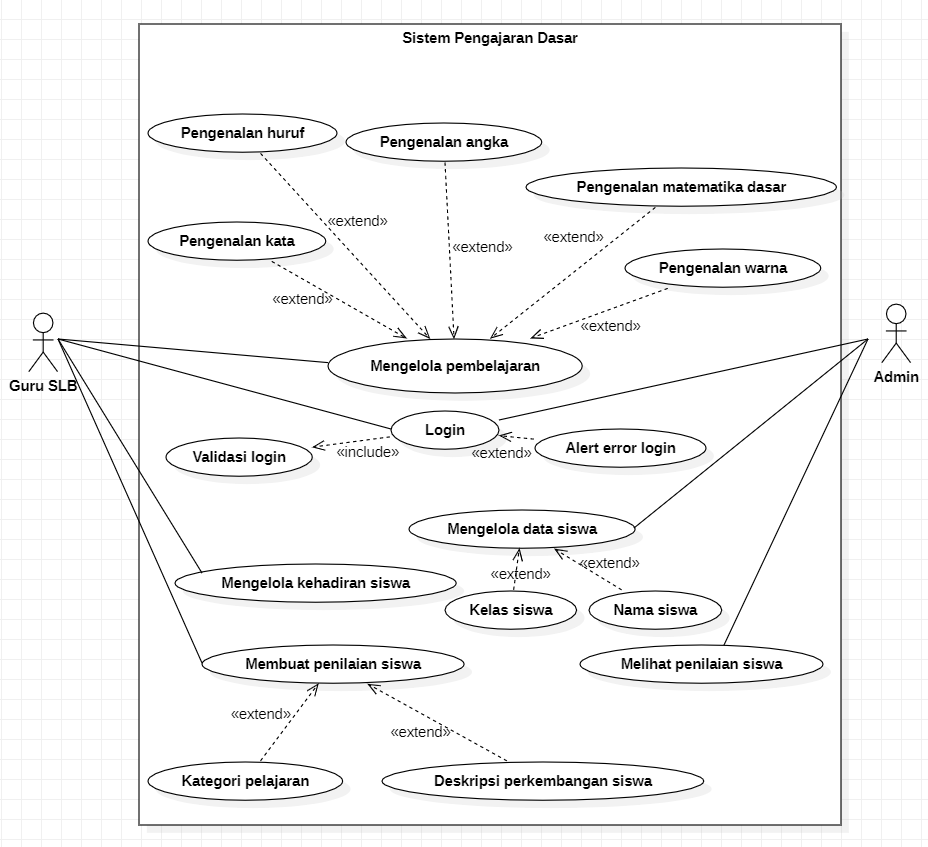 Sistem Pengajaran Dasar
Pengenalan huruf
Pengenalan angka
Pengenalan matematika dasar
«extend»
Pengenalan kata
«extend»
«extend»
Pengenalan warna
«extend»
«extend»
Mengelola pembelajaran
Guru SLB
Admin
Login
Validasi login
«include»
«extend»
Alert error login
Mengelola data siswa
«extend»
«extend»
Mengelola kehadiran siswa
Kelas siswa
Nama siswa
Membuat penilaian siswa
Melihat penilaian siswa
«extend»
«extend»
Kategori pelajaran
Deskripsi perkembangan siswa